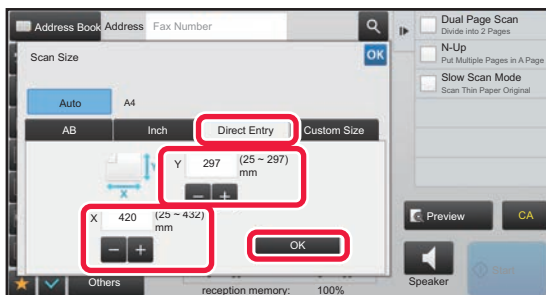 Address Book
Address
Fax Number
Dual Page Scan
Divide into 2 Pages
Scan Size
OK
N-Up
Put Multiple Pages in A Page
Slow Scan Mode
Scan Thin Paper Original
Auto
A4
AB
Inch
Direct Entry
Custom Size
Y
Y
297
(25 ~ 297)
mm
X
X
420
(25 ~ 432)
mm
OK
Preview
CA
Others
reception memory:
100%
Speaker
Start